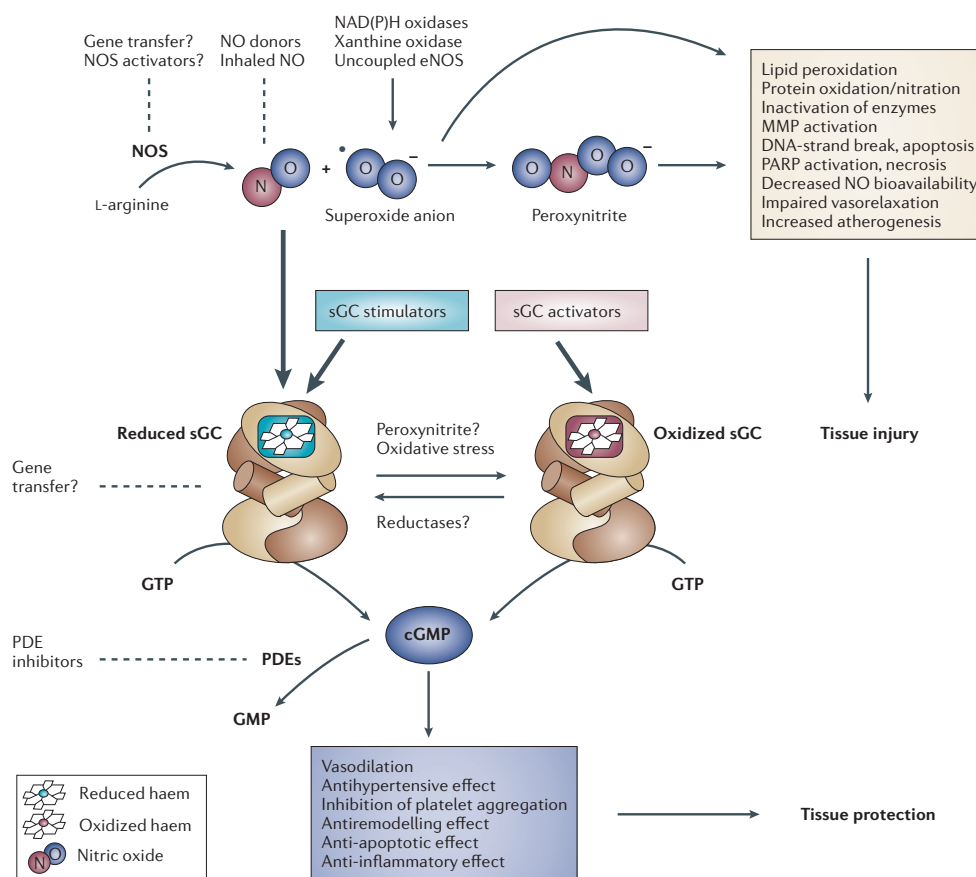 Gene transfer?
NOS activators?
NO donors
Inhaled NO
NAD(P)H oxidases
Xanthine oxidase
Uncoupled eNOS
NOS
L-arginine
N
O
+
•
O
O
–
Superoxide anion
O
N
O
O
–
Peroxynitrite
Lipid peroxidation
Protein oxidation/nitration
Inactivation of enzymes
MMP activation
DNA-strand break, apoptosis
PARP activation, necrosis
Decreased NO bioavailability
Impaired vasorelaxation
Increased atherogenesis
sGC stimulators
sGC activators
Reduced sGC
Peroxynitrite?
Oxidative stress
Reductases?
Oxidized sGC
Tissue injury
Gene
transfer?
GTP
GTP
cGMP
PDE
inhibitors
PDEs
GMP
Vasodilation
Antihypertensive effect
Inhibition of platelet aggregation
Antiremodelling effect
Anti-apoptotic effect
Anti-inflammatory effect
Tissue protection
Reduced haem
Oxidized haem
N
O
Nitric oxide